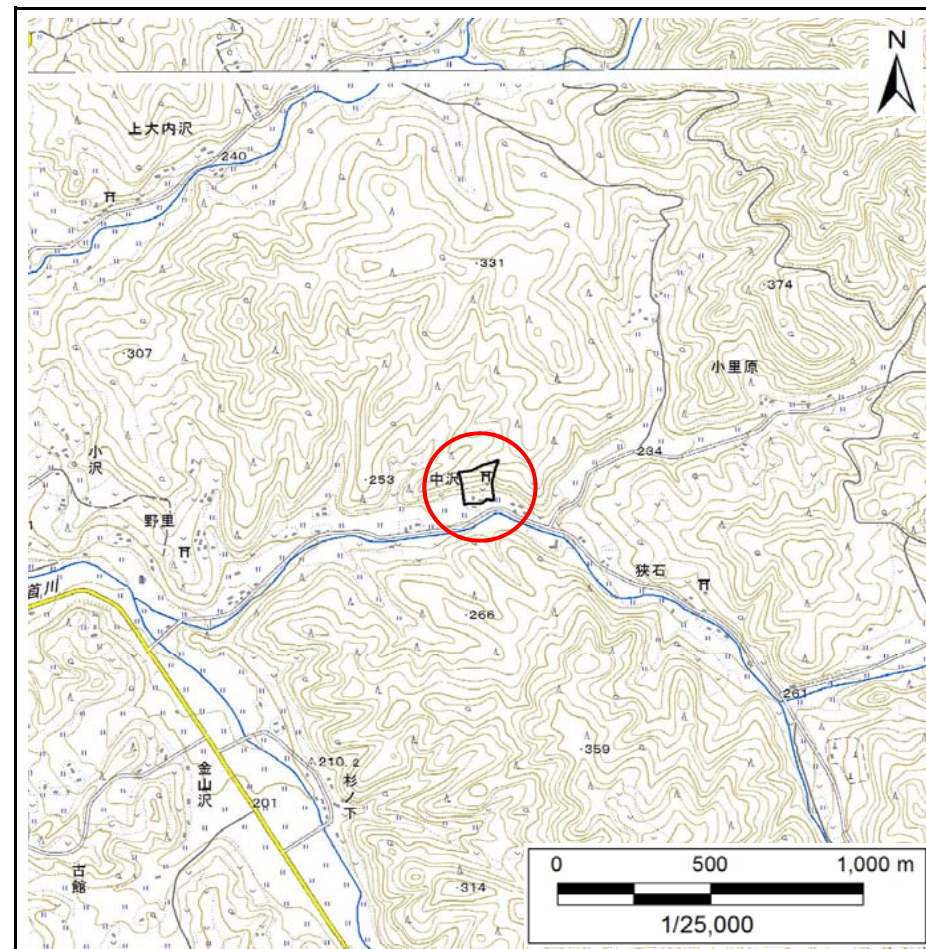 N
上大内沢
240
331
374
307
小里原
小沢
234
253
中沢
野里
狭石
首川
266
261
359
210.2
杉ノ下
金山沢
201
古館
314
0 500 1,000 m
1/25,000